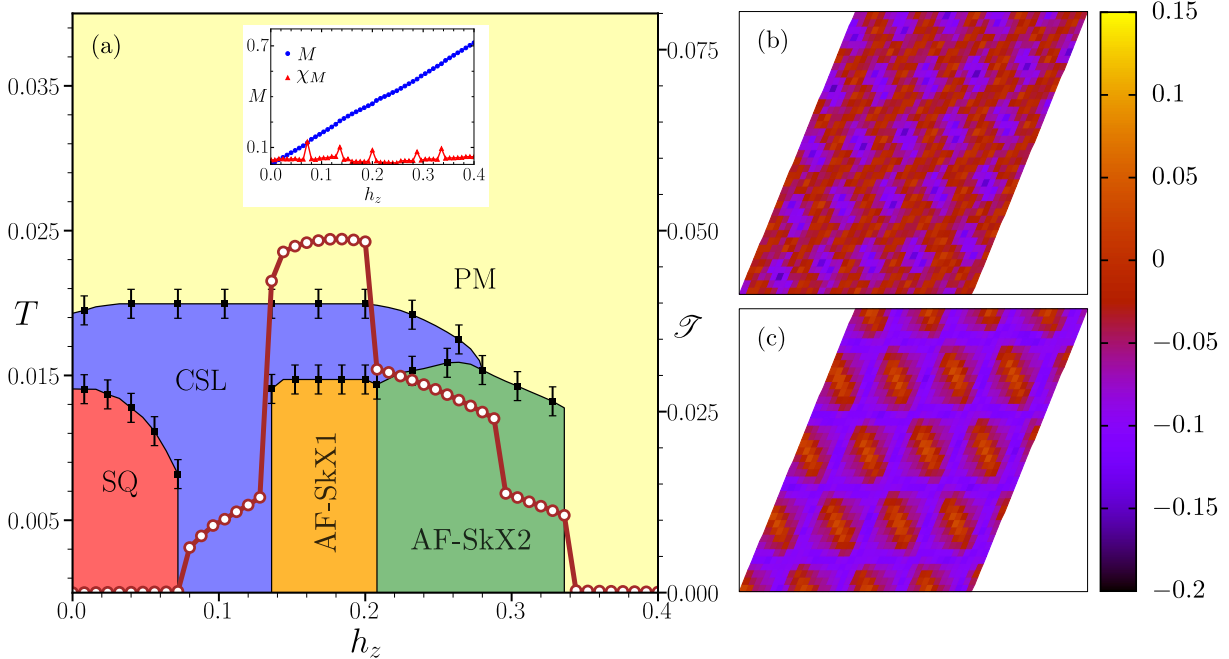 (a)
0.035
0.025
0.015
0.005
T
0.0
0.1
0.2
0.3
0.4
h_z
0.075
0.050
0.025
0.000
𝒯
M
χ_M
0.7
M
0.1
0.0
0.1
0.2
0.3
0.4
h_z
PM
CSL
SQ
AF-SkX1
AF-SkX2
(b)
(c)
0.15
0.1
0.05
0
−0.05
−0.1
−0.15
−0.2